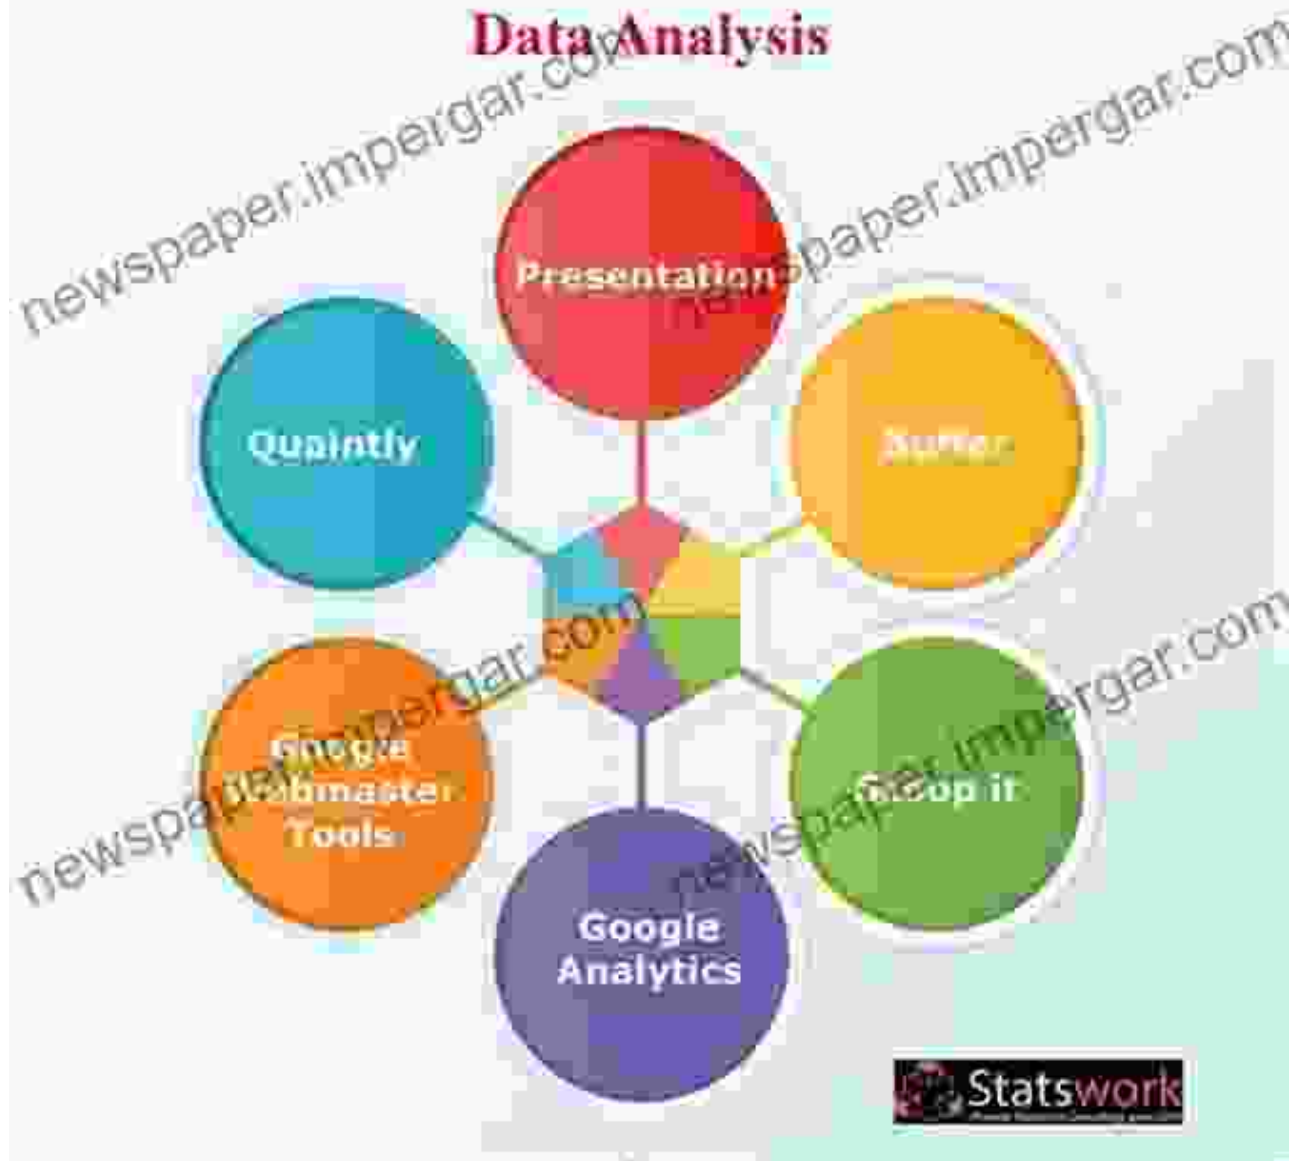 Data Analysis
newspaper.impergar.com
newspaper.impergar.com
Presentation
Quaintly
Buffer
newspaper.impergar.com
newspaper.impergar.com
Google
Webmaster
Tools
Scoop it
Google
Analytics
Statswork